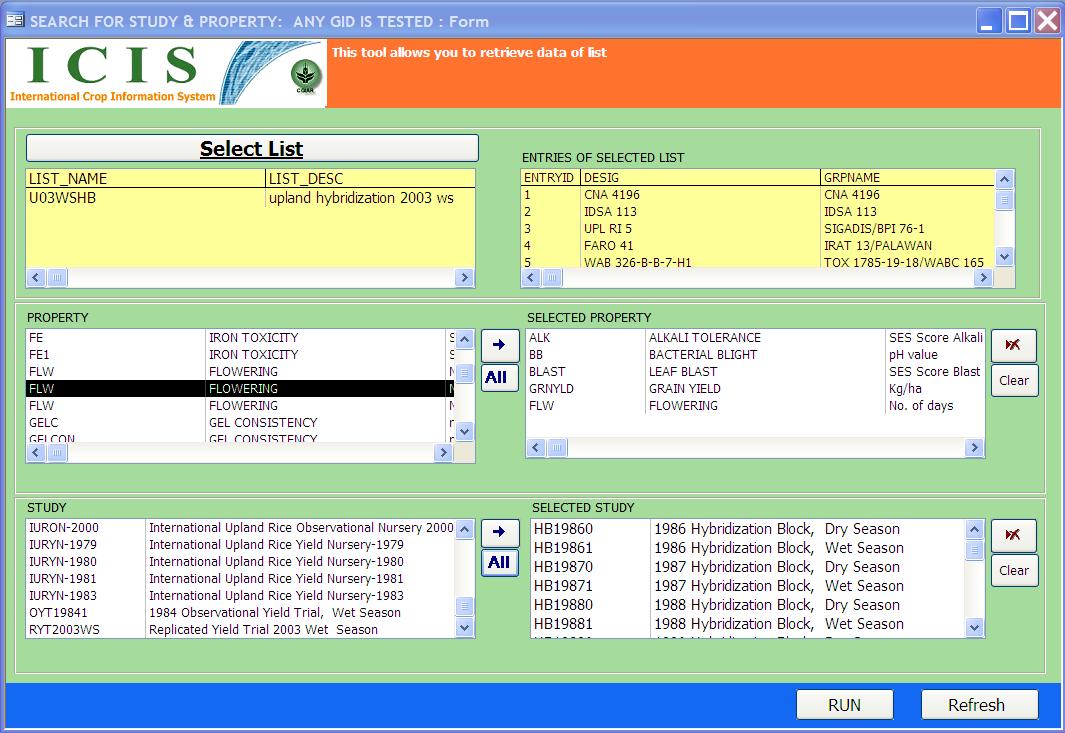 SEARCH FOR STUDY & PROPERTY: ANY GID IS TESTED : Form
ICIS
International Crop Information System
CGIAR
This tool allows you to retrieve data of list
Select List
LIST_NAME LIST_DESC
U03WSHB upland hybridization 2003 ws
ENTRIES OF SELECTED LIST
ENTRYID DESIG GRPNAME
1 CNA 4196 CNA 4196
2 IDSA 113 IDSA 113
3 UPL RI 5 SIGADIS/BPI 76-1
4 FARO 41 IRAT 13/PALAWAN
5 WAB 326-B-B-7-H1 TOX 1785-19-18/WABC 165
PROPERTY
FE IRON TOXICITY S
FE1 IRON TOXICITY S
FLW FLOWERING N
FLW FLOWERING N
FLW FLOWERING N
GELC GEL CONSISTENCY
GELCON GEL CONSISTENCY
All
SELECTED PROPERTY
ALK ALKALI TOLERANCE SES Score Alkali
BB BACTERIAL BLIGHT pH value
BLAST LEAF BLAST SES Score Blast
GRNYLD GRAIN YIELD Kg/ha
FLW FLOWERING No. of days
Clear
STUDY
IURON-2000 International Upland Rice Observational Nursery 2000
IURYN-1979 International Upland Rice Yield Nursery-1979
IURYN-1980 International Upland Rice Yield Nursery-1980
IURYN-1981 International Upland Rice Yield Nursery-1981
IURYN-1983 International Upland Rice Yield Nursery-1983
OYT19841 1984 Observational Yield Trial, Wet Season
RYT2003WS Replicated Yield Trial 2003 Wet Season
All
SELECTED STUDY
HB19860 1986 Hybridization Block, Dry Season
HB19861 1986 Hybridization Block, Wet Season
HB19870 1987 Hybridization Block, Dry Season
HB19871 1987 Hybridization Block, Wet Season
HB19880 1988 Hybridization Block, Dry Season
HB19881 1988 Hybridization Block, Wet Season
Clear
RUN
Refresh